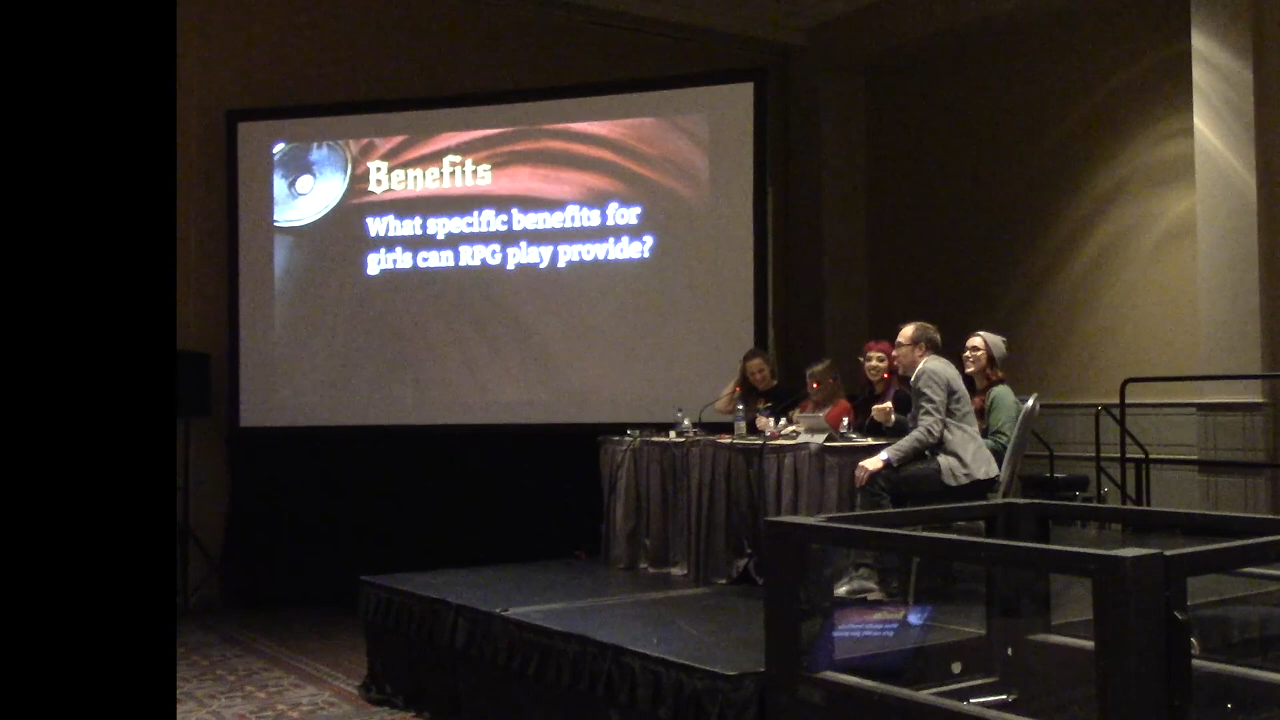 Benefits
What specific benefits for
girls can RPG play provide?